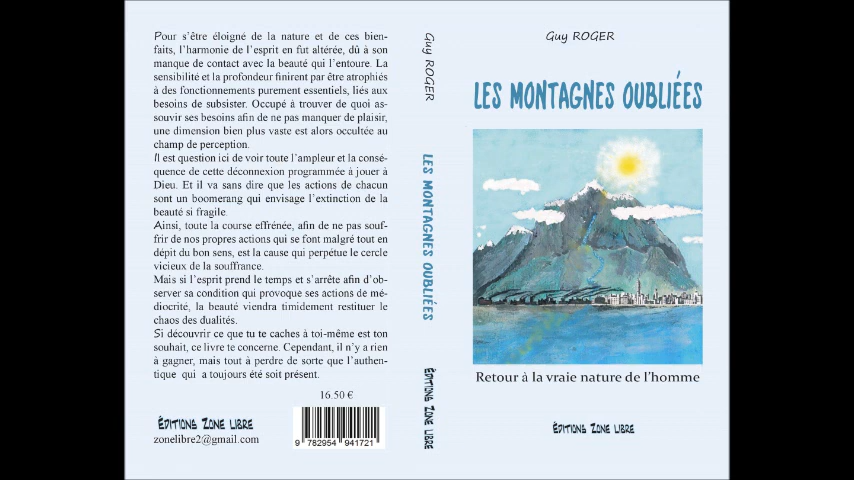 Pour s'être éloigné de la nature et de ces bien-
faits, l'harmonie de l'esprit en fut altérée, dû à son
manque de contact avec la beauté qui l'entoure. La
sensibilité et la profondeur finirent par être atrophiés
à des fonctionnements purement essentiels, liés aux
besoins de subsister. Occupé à trouver de quoi as-
souvir ses besoins afin de ne pas manquer de plaisir,
une dimension bien plus vaste est alors occultée au
champ de perception.
Il est question ici de voir toute l'ampleur et la consé-
quence de cette déconnexion programmée à jouer à
Dieu. Et il va sans dire que les actions de chacun
sont un boomerang qui envisage l'extinction de la
beauté si fragile.
Ainsi, toute la course effrénée, afin de ne pas souf-
frir de nos propres actions qui se font malgré tout en
dépit du bon sens, est la cause qui perpétue le cercle
vicieux de la souffrance.
Mais si l'esprit prend le temps et s'arrête afin d'ob-
server sa condition qui provoque ses actions de mé-
diocrité, la beauté viendra timidement restituer le
chaos des dualités.
Si découvrir ce que tu te caches à toi-même est ton
souhait, ce livre te concerne. Cependant, il n'y a rien
à gagner, mais tout à perdre de sorte que l'authen-
tique qui a toujours été soit présent.
16.50 €
ÉDITIONS ZONE LIBRE
zonelibre2@gmail.com
9 782954 941721
Guy ROGER
LES MONTAGNES OUBLIÉES
ÉDITIONS ZONE LIBRE
Guy ROGER
LES MONTAGNES OUBLIÉES
Retour à la vraie nature de l'homme
ÉDITIONS ZONE LIBRE